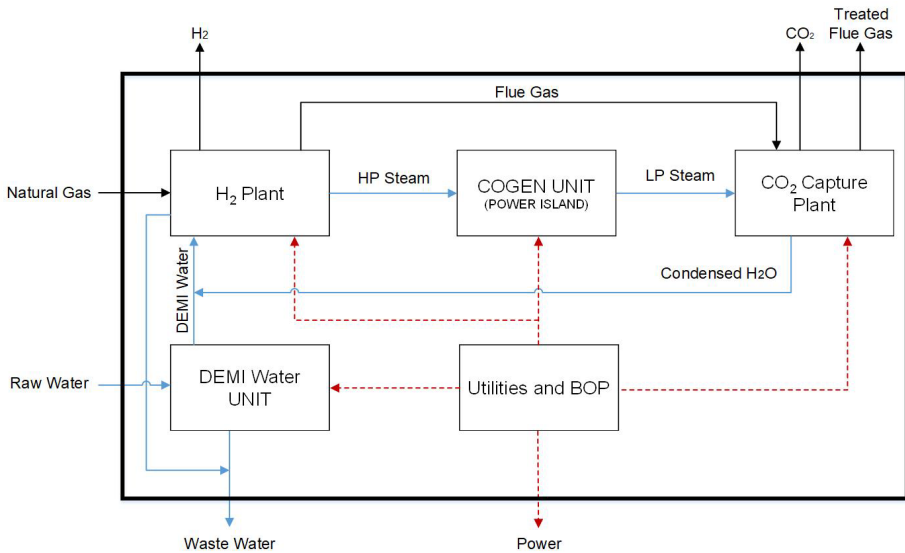 H2
CO2
Treated
Flue Gas
Flue Gas
Natural Gas
H2 Plant
HP Steam
COGEN UNIT
(POWER ISLAND)
LP Steam
CO2 Capture
Plant
DEMI Water
Condensed H2O
Raw Water
DEMI Water
UNIT
Utilities and BOP
Waste Water
Power